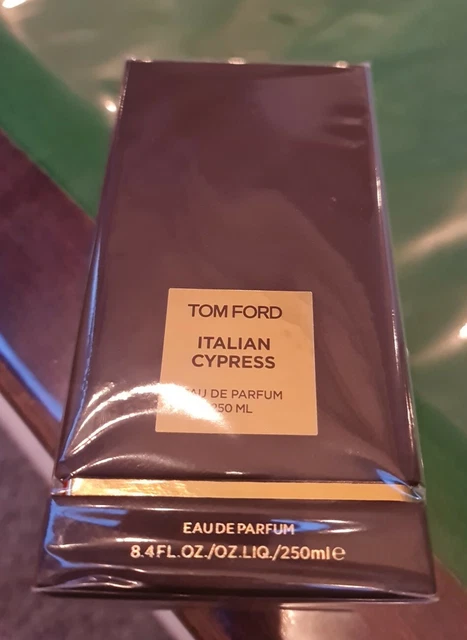 TOM FORD
ITALIAN
CYPRESS
EAU DE PARFUM
250 ML
EAU DE PARFUM
8.4 FL.OZ./OZ.LIQ./250ml e